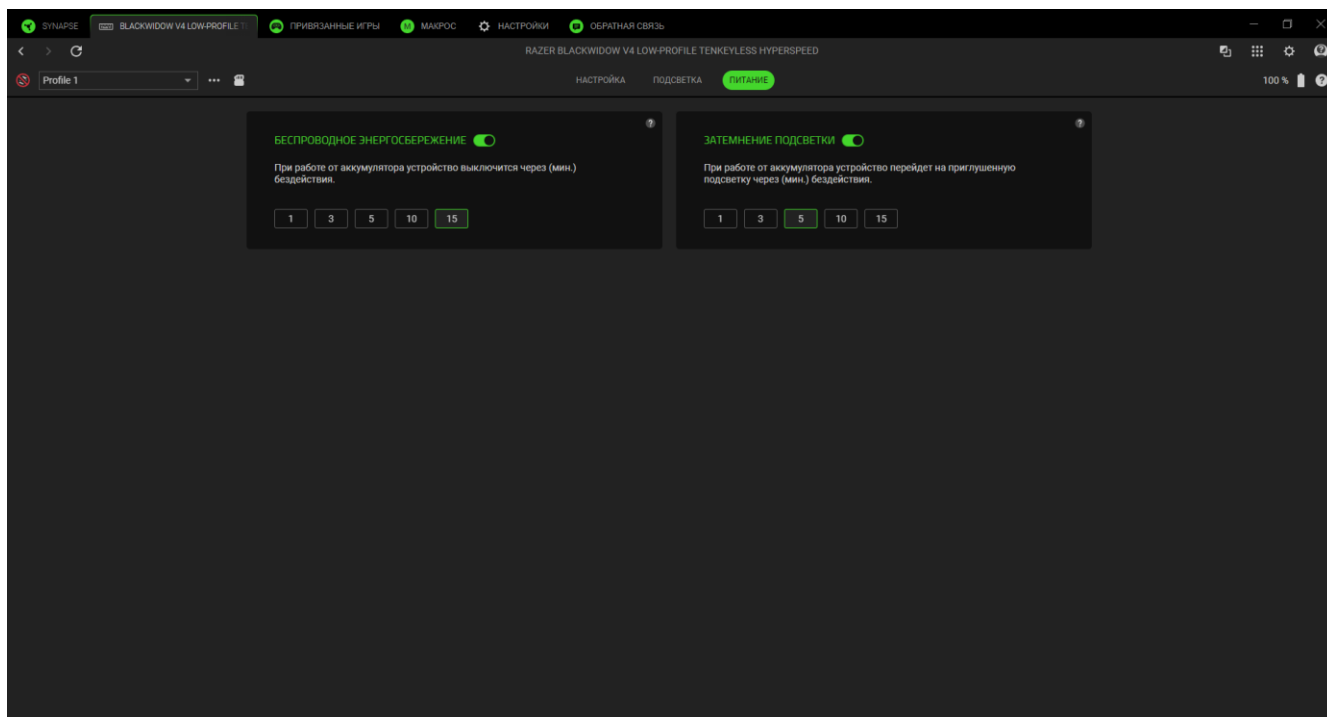 SYNAPSE BLACKWIDOW V4 LOW-PROFILE T ПРИВЯЗАННЫЕ ИГРЫ M МАКРОС НАСТРОЙКИ ОБРАТНАЯ СВЯЗЬ
RAZER BLACKWIDOW V4 LOW-PROFILE TENKEYLESS HYPERSPEED
Profile 1 НАСТРОЙКА ПОДСВЕТКА ПИТАНИЕ 100 %
БЕСПРОВОДНОЕ ЭНЕРГОСБЕРЕЖЕНИЕ
При работе от аккумулятора устройство выключится через (мин.)
бездействия.
1 3 5 10 15
ЗАТЕМНЕНИЕ ПОДСВЕТКИ
При работе от аккумулятора устройство перейдет на приглушенную
подсветку через (мин.) бездействия.
1 3 5 10 15